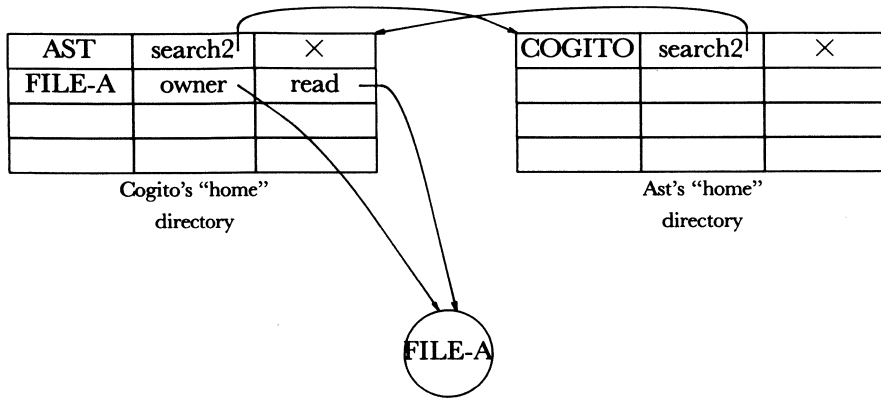 AST search2 ×
FILE-A owner read
Cogito's “home”
directory
COGITO search2 ×
Ast's “home”
directory
FILE-A